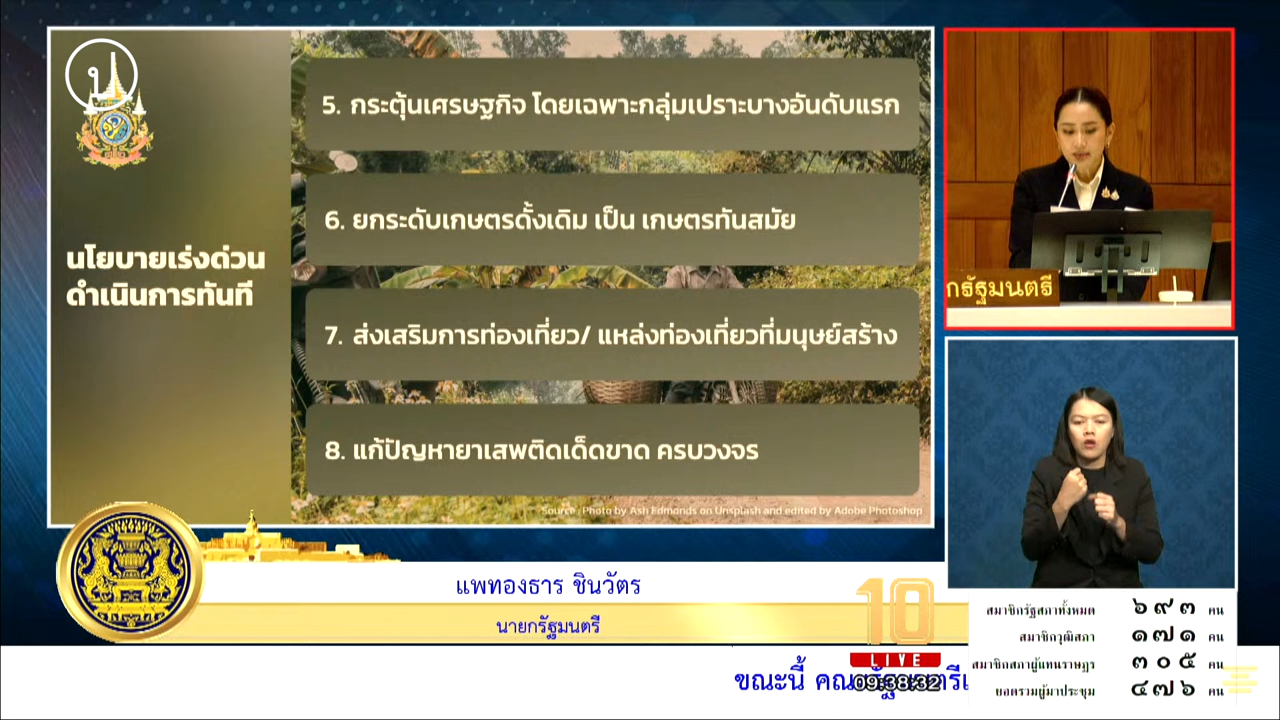 ป
นโยบายเร่งด่วน
ดำเนินการทันที
5. กระตุ้นเศรษฐกิจ โดยเฉพาะกลุ่มเปราะบางอันดับแรก
6. ยกระดับเกษตรดั้งเดิม เป็น เกษตรทันสมัย
7. ส่งเสริมการท่องเที่ยว/ แหล่งท่องเที่ยวที่มนุษย์สร้าง
8. แก้ปัญหายาเสพติดเด็ดขาด ครบวงจร
Source : Photo by Ash Edmonds on Unsplash and edited by Adobe Photoshop
กรัฐมนตรี
แพทองธาร ชินวัตร
นายกรัฐมนตรี
10
LIVE
09:38:32
สมาชิกรัฐสภาทั้งหมด ๖๙๓ คน
สมาชิกวุฒิสภา ๑๗๑ คน
สมาชิกสภาผู้แทนราษฎร ๓๐๕ คน
ยอดรวมผู้มาประชุม ๔๗๖ คน
ขณะนี้